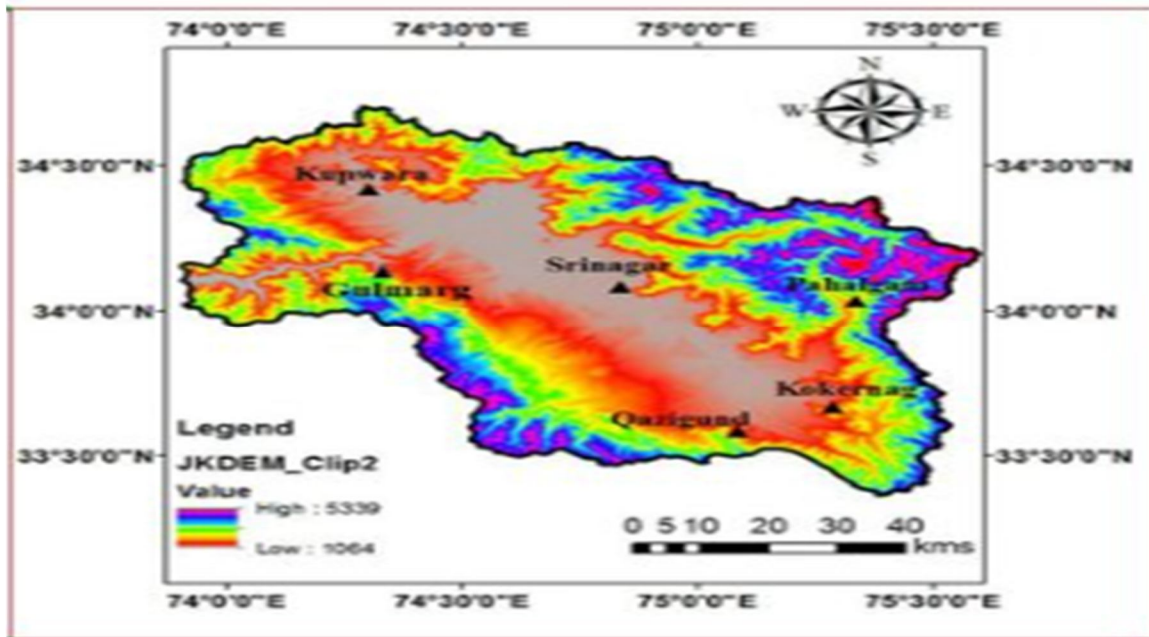 74°0'0"E 74°30'0"E 75°0'0"E 75°30'0"E
N
W E
S
34°30'0"N 34°30'0"N
Kupwara
Srinagar
Pahalgam
Gulmarg
34°0'0"N 34°0'0"N
Kokernag
Qazigund
Legend
33°30'0"N 33°30'0"N
JKDEM_Clip2
Value
High : 5339
Low : 1064
0 5 10 20 30 40
kms
74°0'0"E 74°30'0"E 75°0'0"E 75°30'0"E